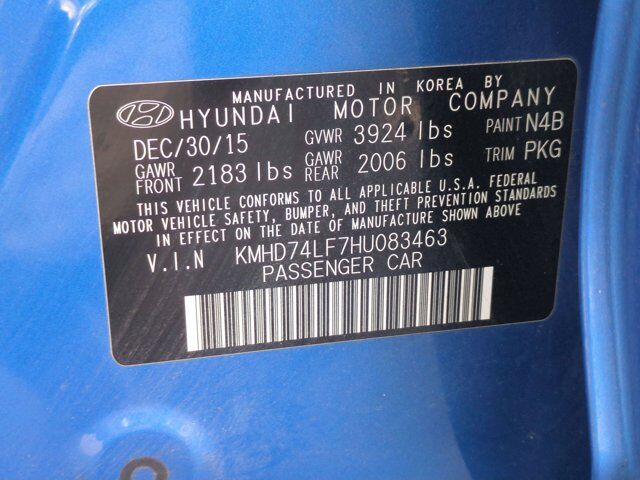 MANUFACTURED IN KOREA BY
HYUNDAI MOTOR COMPANY
DEC/30/15 GVWR 3924 lbs PAINT N4B
GAWR FRONT 2183 lbs GAWR REAR 2006 lbs TRIM PKG
THIS VEHICLE CONFORMS TO ALL APPLICABLE U.S.A. FEDERAL
MOTOR VEHICLE SAFETY, BUMPER, AND THEFT PREVENTION STANDARDS
IN EFFECT ON THE DATE OF MANUFACTURE SHOWN ABOVE.
V.I.N KMHD74LF7HU083463
PASSENGER CAR